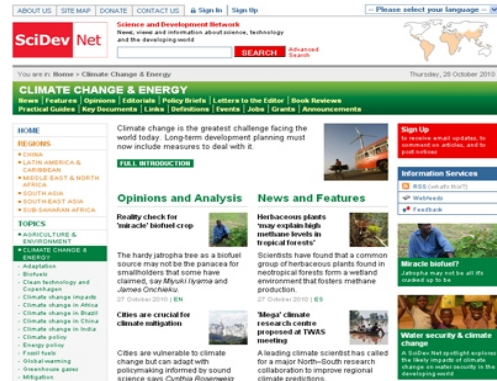 ABOUT US | SITE MAP | DONATE | CONTACT US
Sign In | Sign Up
-- Please select your language --
SciDev Net
Science and Development Network
News, views and information about science, technology
and the developing world
SEARCH
Advanced
Search
You are in: Home > Climate Change & Energy
Thursday, 28 October 2010
CLIMATE CHANGE & ENERGY
News | Features | Opinions | Editorials | Policy Briefs | Letters to the Editor | Book Reviews
Practical Guides | Key Documents | Links | Definitions | Events | Jobs | Grants | Announcements
HOME
REGIONS
CHINA
LATIN AMERICA &
CARIBBEAN
MIDDLE EAST & NORTH
AFRICA
SOUTH ASIA
SOUTH-EAST ASIA
SUB-SAHARAN AFRICA
TOPICS
AGRICULTURE &
ENVIRONMENT
CLIMATE CHANGE &
ENERGY
- Adaptation
- Biofuels
- Clean technology and
Copenhagen
- Climate change impacts
- Climate change in Africa
- Climate change in Brazil
- Climate change in China
- Climate change in India
- Climate policy
- Energy policy
- Fossil fuels
- Global warming
- Greenhouse gases
- Mitigation
Climate change is the greatest challenge facing the
world today. Long-term development planning must
now include measures to deal with it.
FULL INTRODUCTION
Opinions and Analysis
Reality check for
'miracle' biofuel crop
The hardy jatropha tree as a biofuel
source may not be the panacea for
smallholders that some have
claimed, say Miyuki Iiyama and
James Onchieku.
27 October 2010 | EN
Cities are crucial for
climate mitigation
Cities are vulnerable to climate
change but can adapt with
policymaking informed by sound
science says Cynthia Rosenzweig
News and Features
Herbaceous plants
'may explain high
methane levels in
tropical forests'
Scientists have found that a common
group of herbaceous plants found in
neotropical forests form a wetland
environment that fosters methane
production.
27 October 2010 | ES
'Mega' climate
research centre
proposed at TWAS
meeting
A leading climate scientist has called
for a major North–South research
collaboration to improve regional
climate predictions.
Sign Up
to receive email updates, to
comment on articles, and to
post notices
Information Services
RSS (what's this?)
Webfeeds
Feedback
Miracle biofuel?
Jatropha may not be all it's
cracked up to be
Water security & climate
change
A SciDev.Net spotlight explores
the likely impacts of climate
change on water security in the
developing world